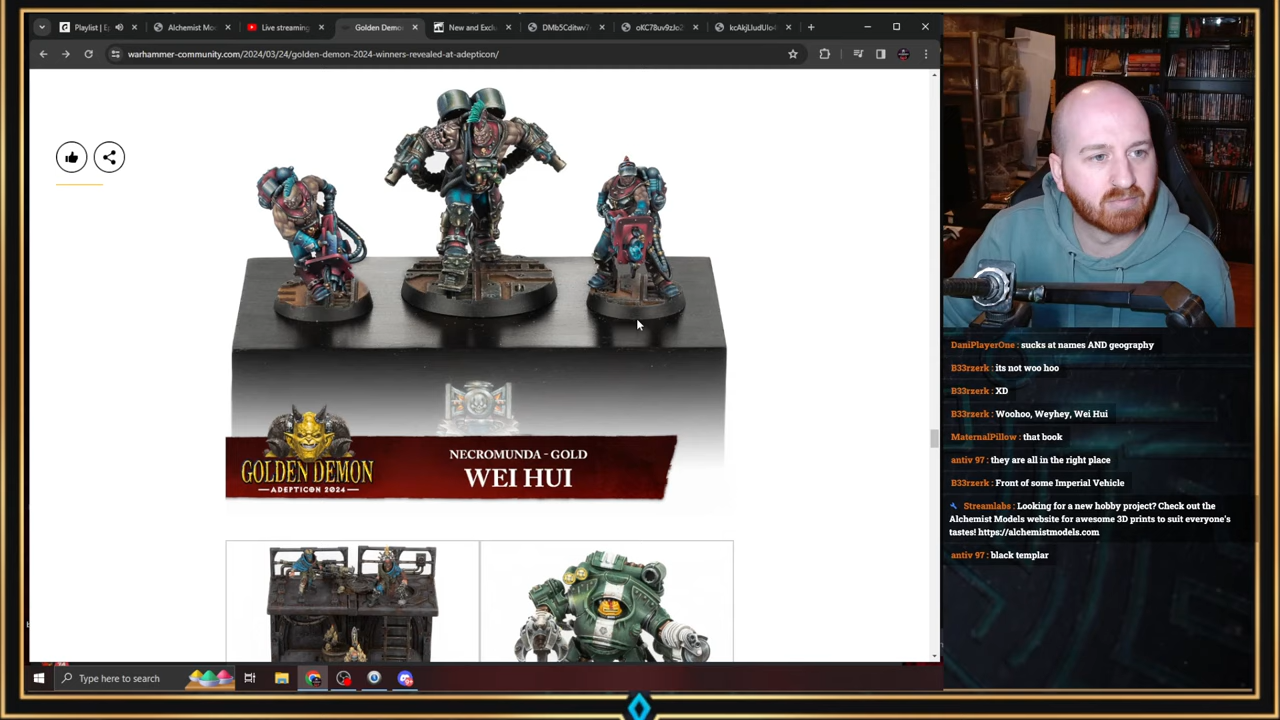 Playlist | E
Alchemist Mo
Live streaming
Golden Demo
New and Exc
DMb5Cditwv
oKC78uv9zJo2
kcAkjLludUIo4
warhammer-community.com/2024/03/24/golden-demon-2024-winners-revealed-at-adepticon/
GOLDEN DEMON
ADEPTICON 2024
NECROMUNDA - GOLD
WEI HUI
Type here to search
DaniPlayerOne : sucks at names AND geography
B33rzerk : its not woo hoo
B33rzerk : XD
B33rzerk : Woohoo, Weyhey, Wei Hui
MaternalPillow : that book
antiv 97 : they are all in the right place
B33rzerk : Front of some Imperial Vehicle
Streamlabs : Looking for a new hobby project? Check out the
Alchemist Models website for awesome 3D prints to suit everyone's
tastes! https://alchemistmodels.com
antiv 97 : black templar